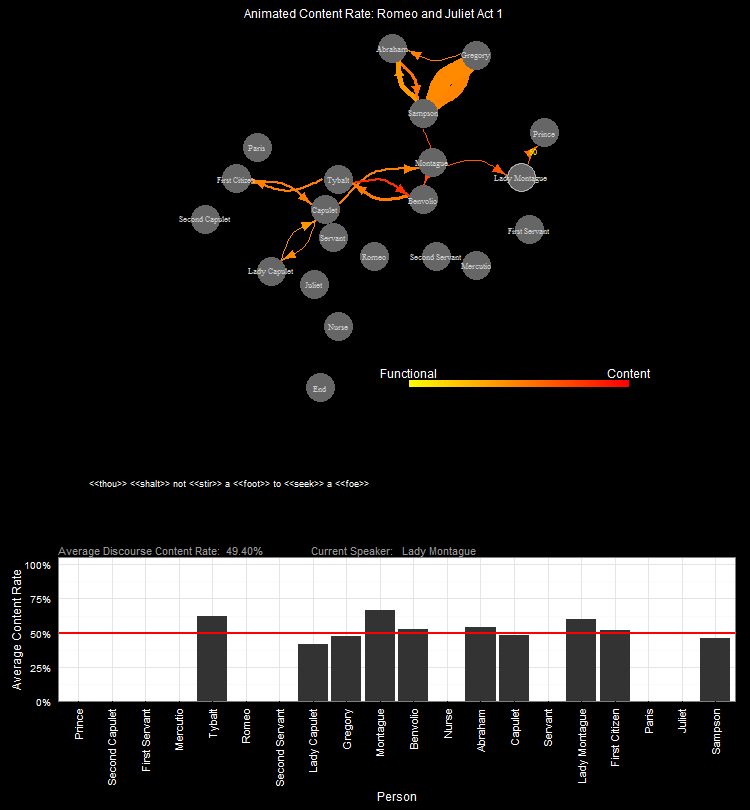 Animated Content Rate: Romeo and Juliet Act 1
Abraham
Gregory
Sampson
Prince
60
Paris
Montague
First Citizen
Tybalt
Lady Montague
Benvolio
Capulet
Second Capulet
First Servant
Servant
Romeo
Second Servant
Mercutio
Lady Capulet
Juliet
Nurse
Functional Content
End
<<thou>> <<shalt>> not <<stir>> a <<foot>> to <<seek>> a <<foe>>
Average Discourse Content Rate: 49.40% Current Speaker: Lady Montague
Average Content Rate
100%
75%
50%
25%
0%
Prince
Second Capulet
First Servant
Mercutio
Tybalt
Romeo
Second Servant
Lady Capulet
Gregory
Montague
Benvolio
Nurse
Abraham
Capulet
Servant
Lady Montague
First Citizen
Paris
Juliet
Sampson
Person